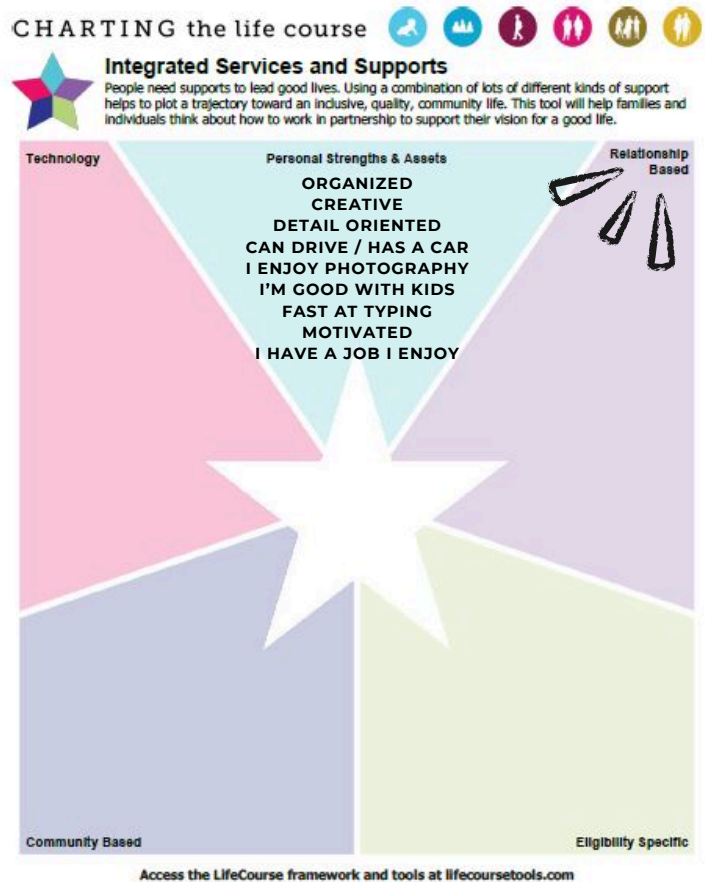 CHARTING the life course
Integrated Services and Supports
People need supports to lead good lives. Using a combination of lots of different kinds of support
helps to plot a trajectory toward an inclusive, quality, community life. This tool will help families and
individuals think about how to work in partnership to support their vision for a good life.
Technology
Personal Strengths & Assets
Relationship
Based
ORGANIZED
CREATIVE
DETAIL ORIENTED
CAN DRIVE / HAS A CAR
I ENJOY PHOTOGRAPHY
I'M GOOD WITH KIDS
FAST AT TYPING
MOTIVATED
I HAVE A JOB I ENJOY
Community Based
Eligibility Specific
Access the LifeCourse framework and tools at lifecoursetools.com